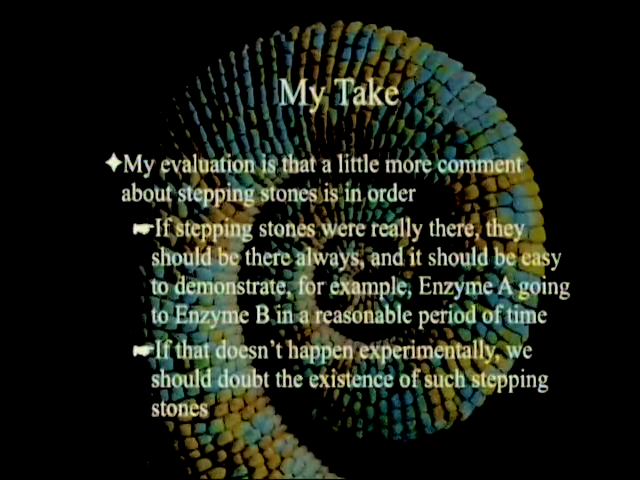 My Take
My evaluation is that a little more comment
about stepping stones is in order
If stepping stones were really there, they
should be there always, and it should be easy
to demonstrate, for example, Enzyme A going
to Enzyme B in a reasonable period of time
If that doesn't happen experimentally, we
should doubt the existence of such stepping
stones